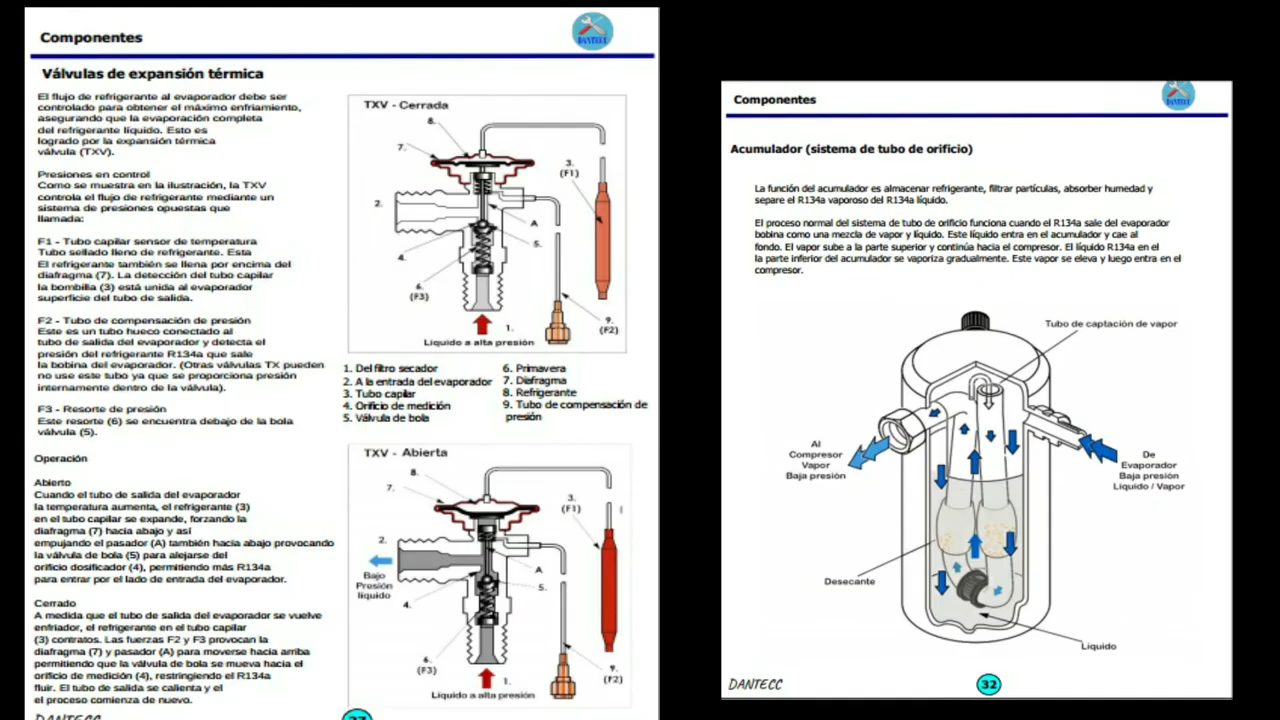 Componentes
DANTECC
Válvulas de expansión térmica
El flujo de refrigerante al evaporador debe ser
controlado para obtener el máximo enfriamiento,
asegurando que la evaporación completa
del refrigerante líquido. Esto es
logrado por la expansión térmica
válvula (TXV).
Presiones en control
Como se muestra en la ilustración, la TXV
controla el flujo de refrigerante mediante un
sistema de presiones opuestas que
llamada:
F1 - Tubo capilar sensor de temperatura
Tubo sellado lleno de refrigerante. Esta
El refrigerante también se llena por encima del
diafragma (7). La detección del tubo capilar
la bombilla (3) está unida al evaporador
superficie del tubo de salida.
F2 - Tubo de compensación de presión
Este es un tubo hueco conectado al
tubo de salida del evaporador y detecta el
presión del refrigerante R134a que sale
la bobina del evaporador. (Otras válvulas TX pueden
no use este tubo ya que se proporciona presión
internamente dentro de la válvula).
F3 - Resorte de presión
Este resorte (6) se encuentra debajo de la bola
válvula (5).
Operación
Abierto
Cuando el tubo de salida del evaporador
la temperatura aumenta, el refrigerante (3)
en el tubo capilar se expande, forzando la
diafragma (7) hacia abajo y así
empujando el pasador (A) también hacia abajo provocando
la válvula de bola (5) para alejarse del
orificio dosificador (4), permitiendo más R134a
para entrar por el lado de entrada del evaporador.
Cerrado
A medida que el tubo de salida del evaporador se vuelve
enfriador, el refrigerante en el tubo capilar
(3) contratos. Las fuerzas F2 y F3 provocan la
diafragma (7) y pasador (A) para moverse hacia arriba
permitiendo que la válvula de bola se mueva hacia el
orificio de medición (4), restringiendo el R134a
fluir. El tubo de salida se calienta y el
el proceso comienza de nuevo.
DANTECC
27
TXV - Cerrada
8.
7.
3.
(F1)
2.
A
5.
4.
6.
(F3)
9.
(F2)
1.
Líquido a alta presión
1. Del filtro secador
2. A la entrada del evaporador
3. Tubo capilar
4. Orificio de medición
5. Válvula de bola
6. Primavera
7. Diafragma
8. Refrigerante
9. Tubo de compensación de
presión
TXV - Abierta
8.
7.
3.
(F1)
2.
Bajo
Presión
líquido
A
5.
4.
6.
(F3)
9.
(F2)
1.
Líquido a alta presión
Componentes
DANTECC
Acumulador (sistema de tubo de orificio)
La función del acumulador es almacenar refrigerante, filtrar partículas, absorber humedad y
separe el R134a vaporoso del R134a líquido.
El proceso normal del sistema de tubo de orificio funciona cuando el R134a sale del evaporador
bobina como una mezcla de vapor y líquido. Este líquido entra en el acumulador y cae al
fondo. El vapor sube a la parte superior y continúa hacia el compresor. El líquido R134a en el
la parte inferior del acumulador se vaporiza gradualmente. Este vapor se eleva y luego entra en el
compresor.
Tubo de captación de vapor
Al
Compresor
Vapor
Baja presión
De
Evaporador
Baja presión
Líquido / Vapor
Desecante
Líquido
DANTECC
32